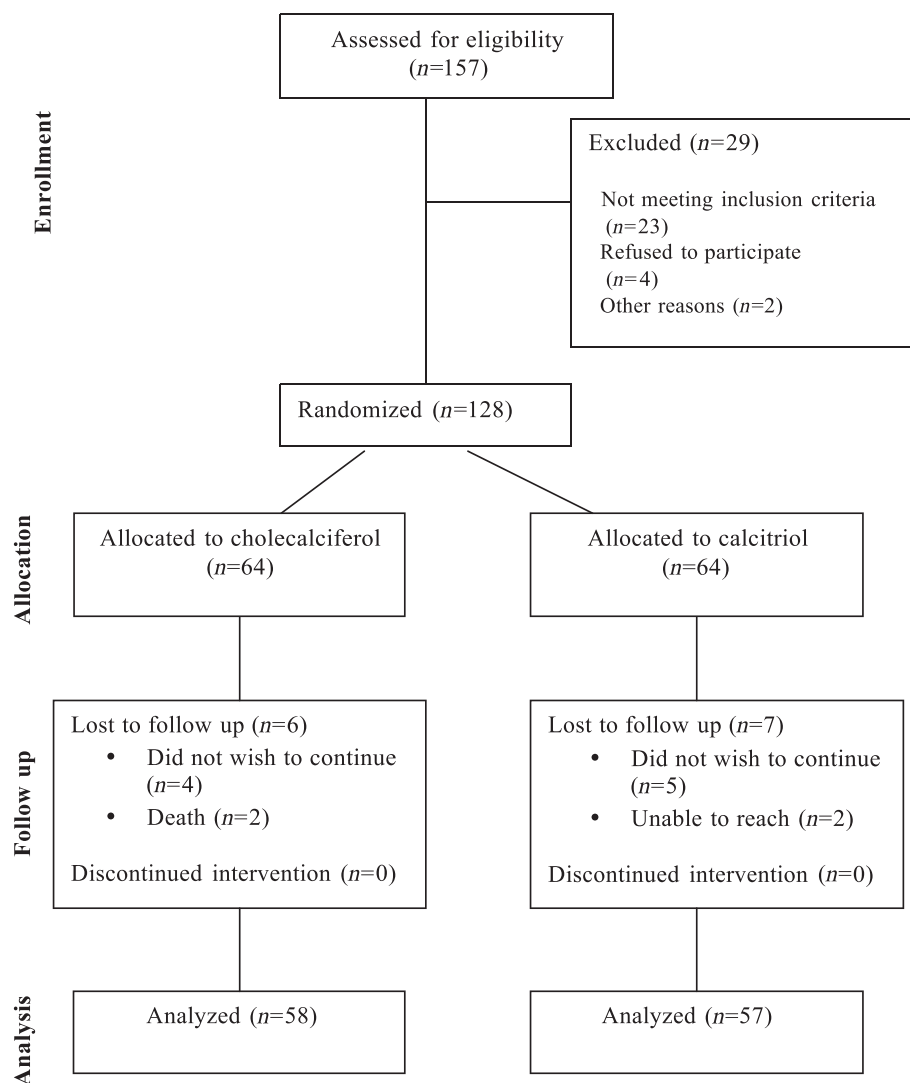 Assessed for eligibility
(n=157)
Enrollment
Excluded (n=29)
Not meeting inclusion criteria
(n=23)
Refused to participate
(n=4)
Other reasons (n=2)
Randomized (n=128)
Allocation
Allocated to cholecalciferol
(n=64)
Allocated to calcitriol
(n=64)
Follow up
Lost to follow up (n=6)
• Did not wish to continue
(n=4)
• Death (n=2)
Discontinued intervention (n=0)
Lost to follow up (n=7)
• Did not wish to continue
(n=5)
• Unable to reach (n=2)
Discontinued intervention (n=0)
Analysis
Analyzed (n=58)
Analyzed (n=57)